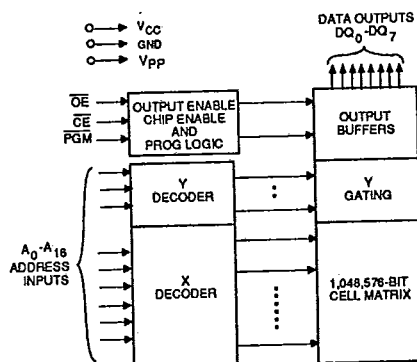 VCC
GND
VPP
DATA OUTPUTS
DQ0-DQ7
OE
CE
PGM
OUTPUT ENABLE
CHIP ENABLE
AND
PROG LOGIC
OUTPUT
BUFFERS
Y
DECODER
Y
GATING
A0-A16
ADDRESS
INPUTS
X
DECODER
1,048,576-BIT
CELL MATRIX